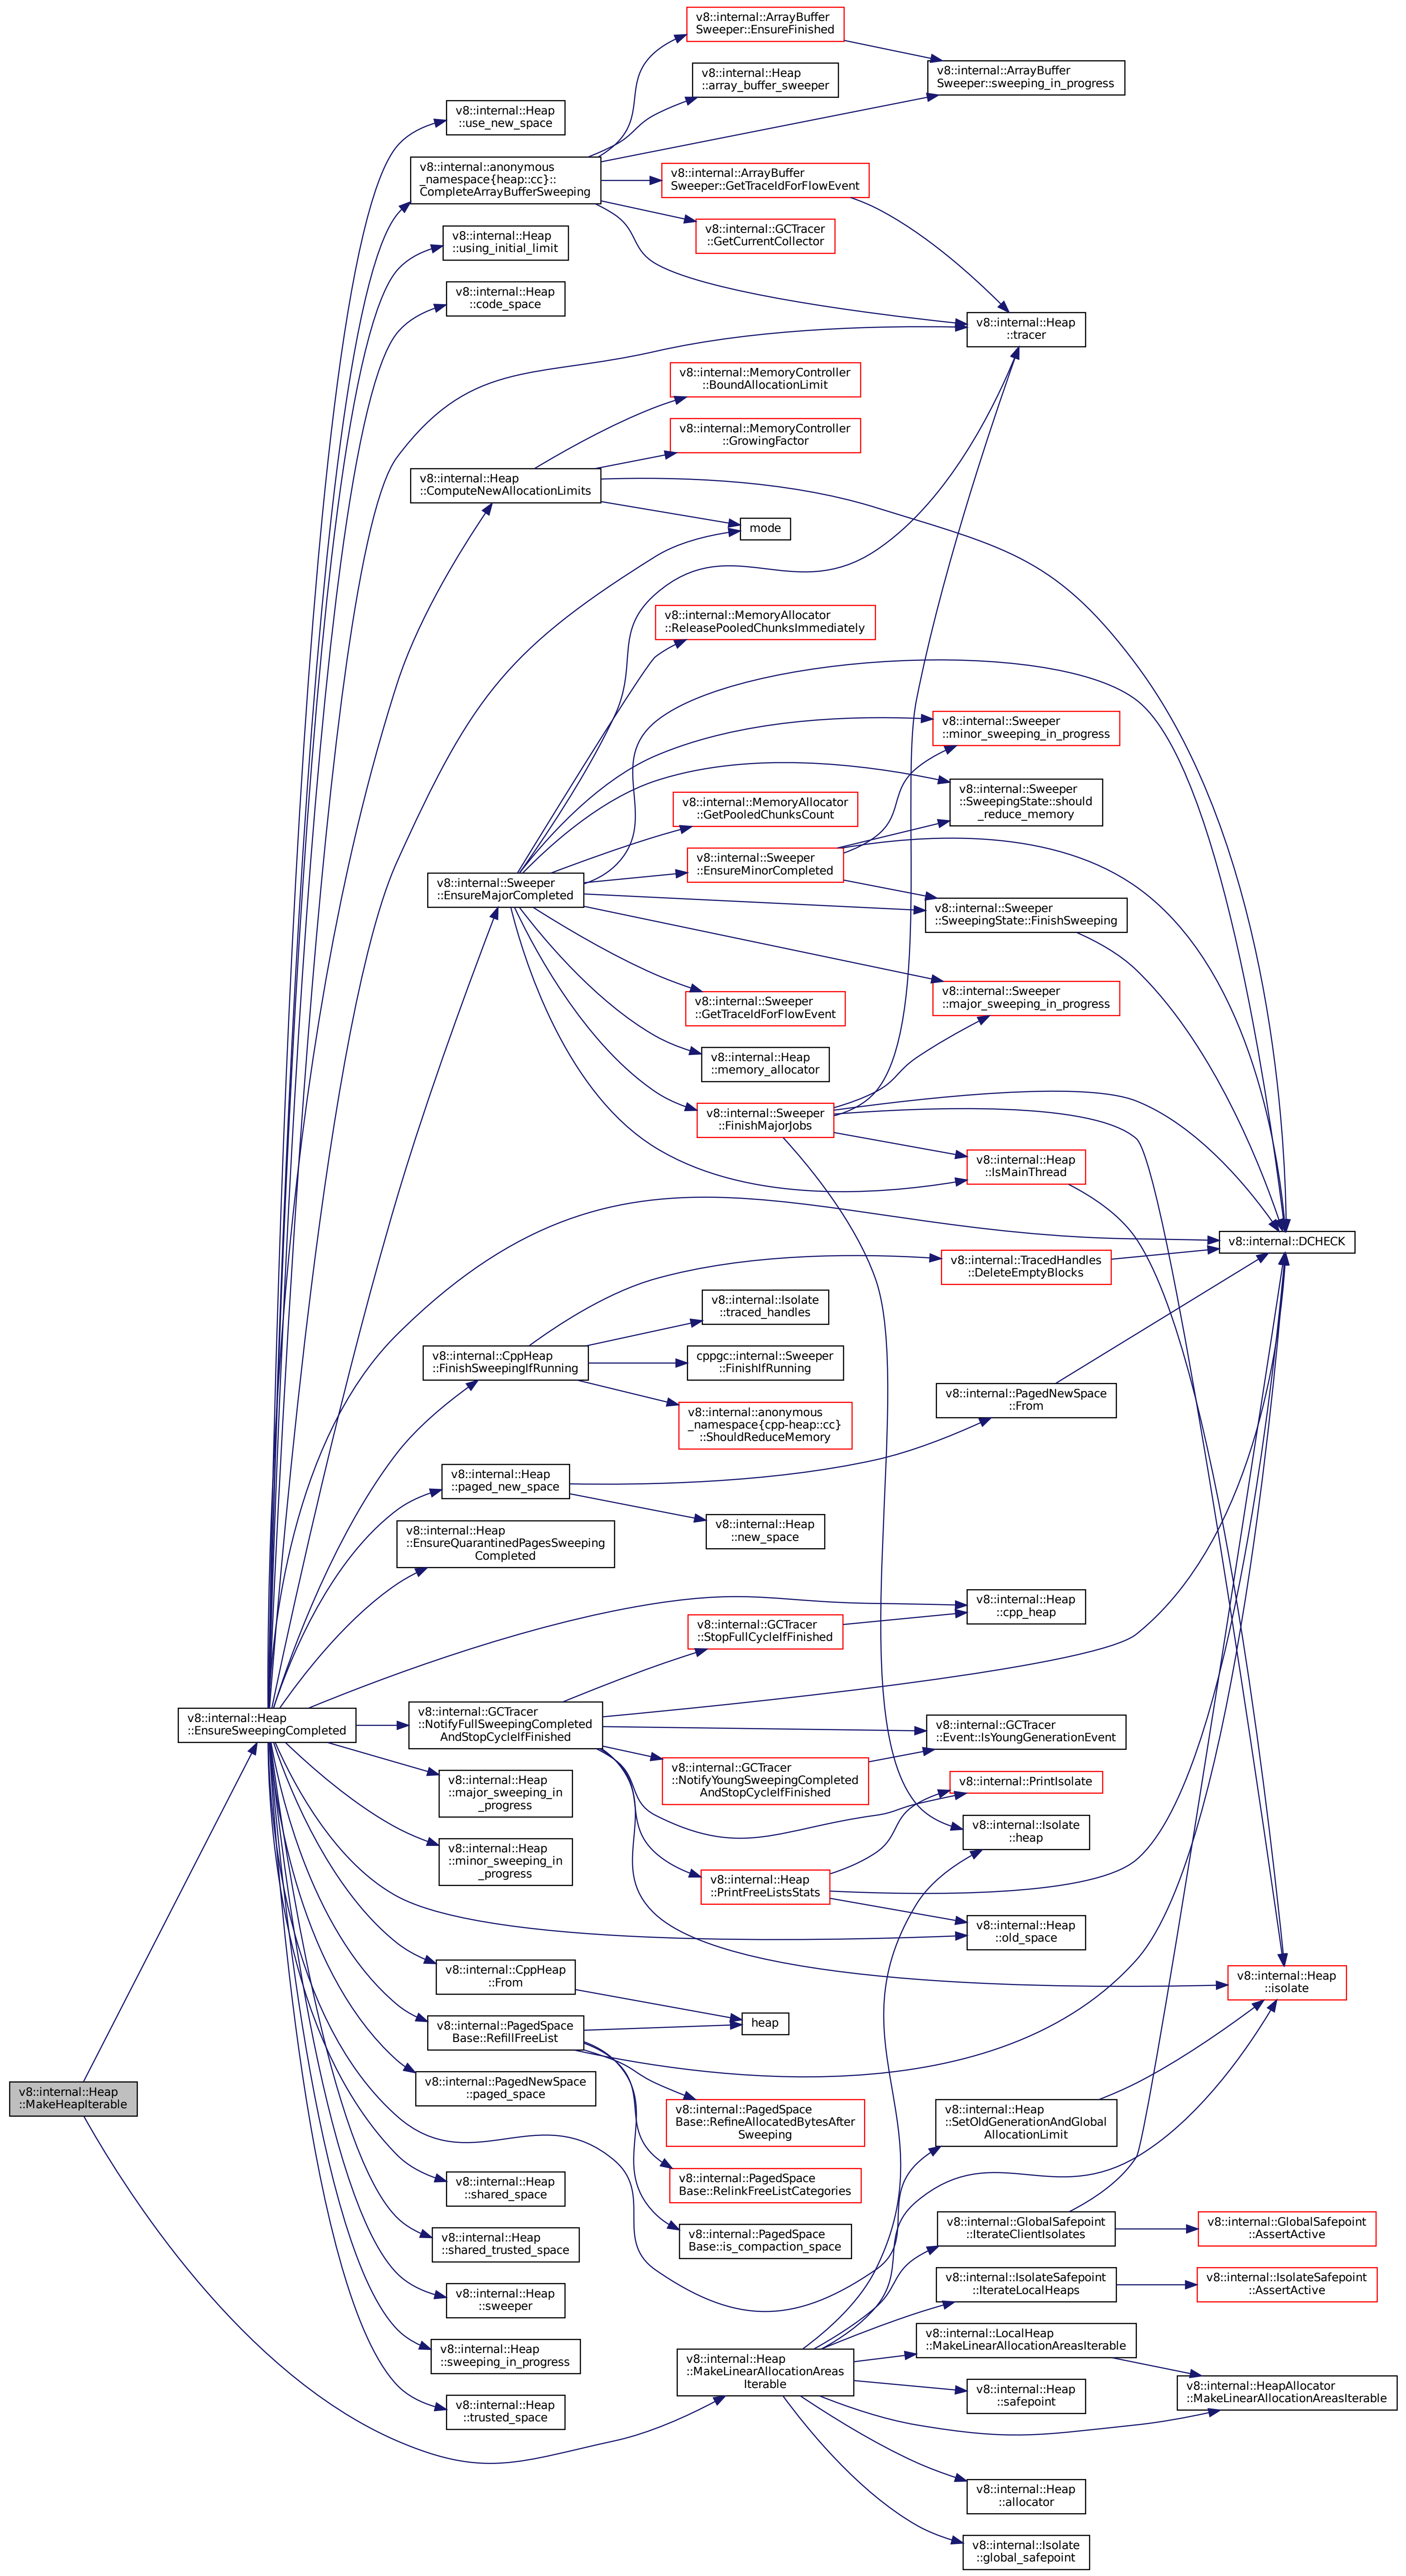 v8::internal::ArrayBuffer
Sweeper::EnsureFinished
v8::internal::ArrayBuffer
Sweeper::sweeping_in_progress
v8::internal::Heap
::array_buffer_sweeper
v8::internal::Heap
::use_new_space
v8::internal::anonymous
_namespace{heap::cc}::
CompleteArrayBufferSweeping
v8::internal::ArrayBuffer
Sweeper::GetTraceIdForFlowEvent
v8::internal::GCTracer
::GetCurrentCollector
v8::internal::Heap
::using_initial_limit
v8::internal::Heap
::code_space
v8::internal::Heap
::tracer
v8::internal::MemoryController
::BoundAllocationLimit
v8::internal::MemoryController
::GrowingFactor
v8::internal::Heap
::ComputeNewAllocationLimits
mode
v8::internal::MemoryAllocator
::ReleasePooledChunksImmediately
v8::internal::Sweeper
::minor_sweeping_in_progress
v8::internal::Sweeper
::SweepingState::should
_reduce_memory
v8::internal::MemoryAllocator
::GetPooledChunksCount
v8::internal::Sweeper
::EnsureMinorCompleted
v8::internal::Sweeper
::EnsureMajorCompleted
v8::internal::Sweeper
::SweepingState::FinishSweeping
v8::internal::Sweeper
::major_sweeping_in_progress
v8::internal::Sweeper
::GetTraceIdForFlowEvent
v8::internal::Heap
::memory_allocator
v8::internal::Sweeper
::FinishMajorJobs
v8::internal::Heap
::IsMainThread
v8::internal::DCHECK
v8::internal::TracedHandles
::DeleteEmptyBlocks
v8::internal::Isolate
::traced_handles
v8::internal::CppHeap
::FinishSweepingIfRunning
cppgc::internal::Sweeper
::FinishIfRunning
v8::internal::PagedNewSpace
::From
v8::internal::anonymous
_namespace{cpp-heap::cc}
::ShouldReduceMemory
v8::internal::Heap
::paged_new_space
v8::internal::Heap
::new_space
v8::internal::Heap
::EnsureQuarantinedPagesSweeping
Completed
v8::internal::Heap
::cpp_heap
v8::internal::GCTracer
::StopFullCycleIfFinished
v8::internal::Heap
::EnsureSweepingCompleted
v8::internal::GCTracer
::NotifyFullSweepingCompleted
AndStopCycleIfFinished
v8::internal::GCTracer
::Event::IsYoungGenerationEvent
v8::internal::GCTracer
::NotifyYoungSweepingCompleted
AndStopCycleIfFinished
v8::internal::PrintIsolate
v8::internal::Heap
::major_sweeping_in
_progress
v8::internal::Isolate
::heap
v8::internal::Heap
::minor_sweeping_in
_progress
v8::internal::Heap
::PrintFreeListsStats
v8::internal::Heap
::old_space
v8::internal::CppHeap
::From
v8::internal::Heap
::isolate
v8::internal::PagedSpace
Base::RefillFreeList
heap
v8::internal::PagedNewSpace
::paged_space
v8::internal::Heap
::MakeHeapIterable
v8::internal::PagedSpace
Base::RefineAllocatedBytesAfter
Sweeping
v8::internal::Heap
::SetOldGenerationAndGlobal
AllocationLimit
v8::internal::PagedSpace
Base::RelinkFreeListCategories
v8::internal::Heap
::shared_space
v8::internal::Heap
::shared_trusted_space
v8::internal::PagedSpace
Base::is_compaction_space
v8::internal::GlobalSafepoint
::IterateClientIsolates
v8::internal::GlobalSafepoint
::AssertActive
v8::internal::Heap
::sweeper
v8::internal::IsolateSafepoint
::IterateLocalHeaps
v8::internal::IsolateSafepoint
::AssertActive
v8::internal::Heap
::sweeping_in_progress
v8::internal::LocalHeap
::MakeLinearAllocationAreasIterable
v8::internal::Heap
::MakeLinearAllocationAreas
Iterable
v8::internal::Heap
::safepoint
v8::internal::HeapAllocator
::MakeLinearAllocationAreasIterable
v8::internal::Heap
::trusted_space
v8::internal::Heap
::allocator
v8::internal::Isolate
::global_safepoint